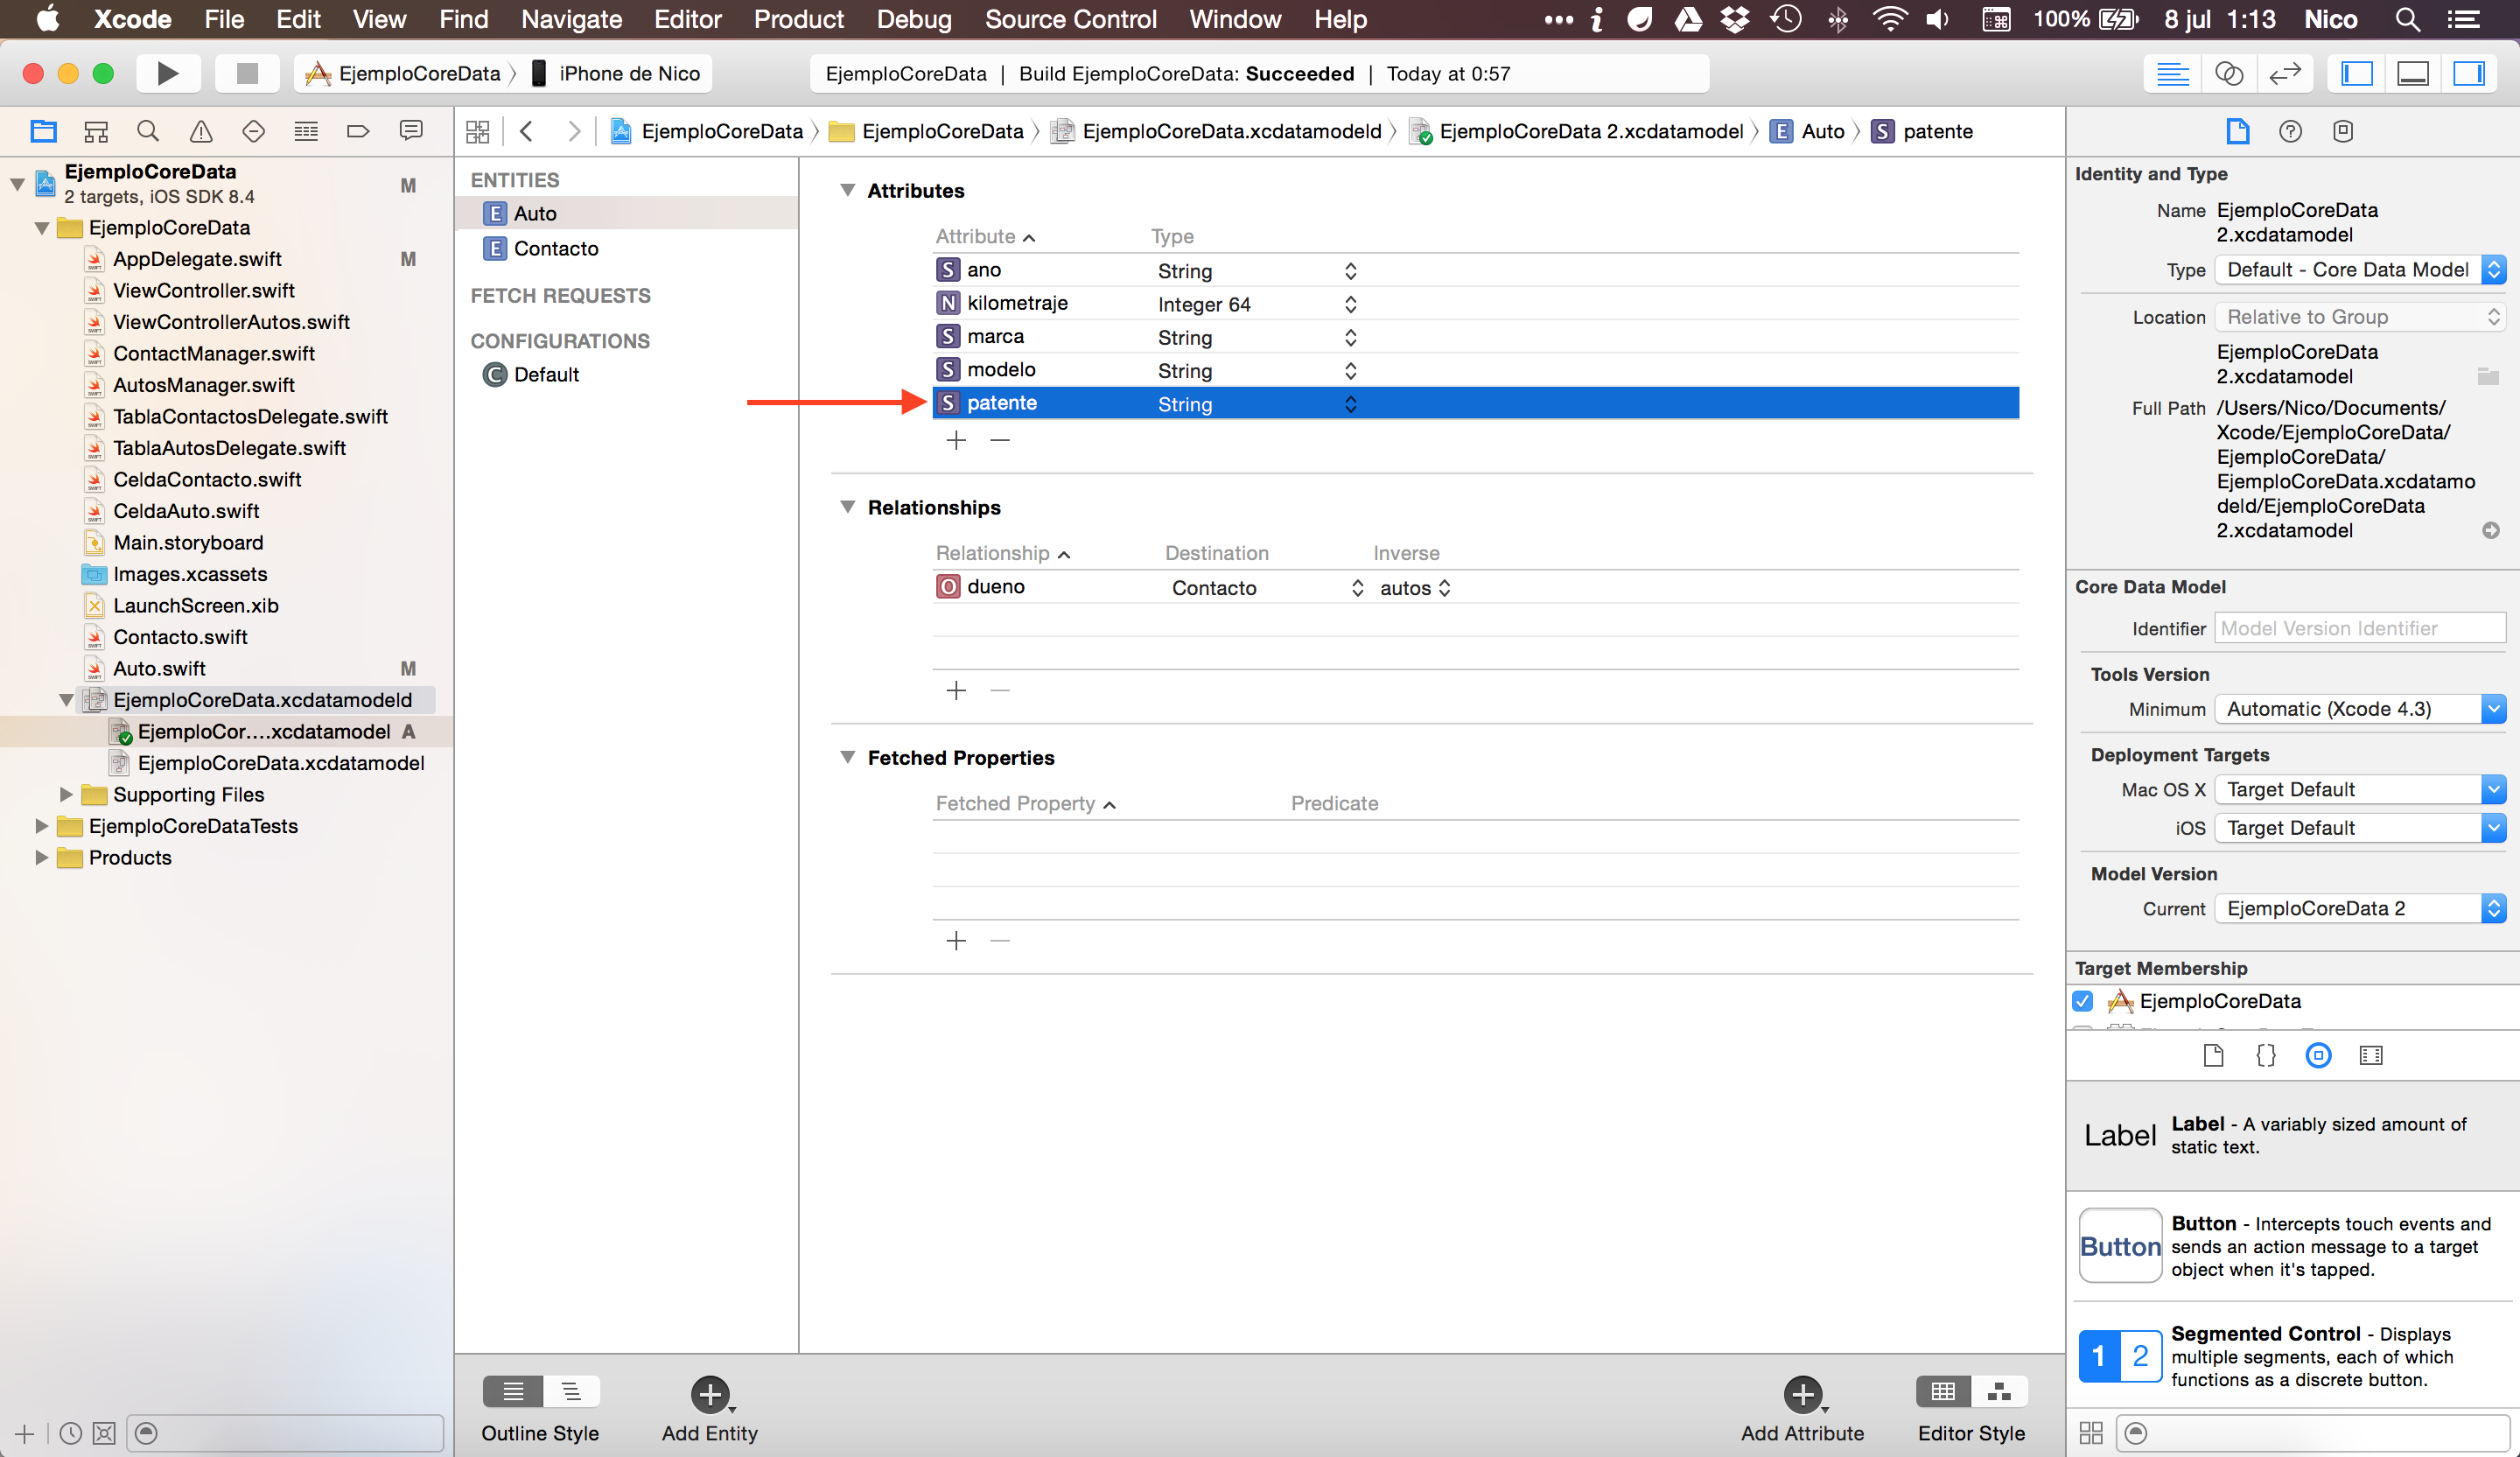 Xcode File Edit View Find Navigate Editor Product Debug Source Control Window Help 100% 8 jul 1:13 Nico
EjemploCoreData iPhone de Nico
EjemploCoreData | Build EjemploCoreData: Succeeded | Today at 0:57
EjemploCoreData EjemploCoreData EjemploCoreData.xcdatamodeld EjemploCoreData 2.xcdatamodel E Auto S patente
EjemploCoreData M
2 targets, iOS SDK 8.4
EjemploCoreData
AppDelegate.swift M
ViewController.swift
ViewControllerAutos.swift
ContactManager.swift
AutosManager.swift
TablaContactosDelegate.swift
TablaAutosDelegate.swift
CeldaContacto.swift
CeldaAuto.swift
Main.storyboard
Images.xcassets
LaunchScreen.xib
Contacto.swift
Auto.swift M
EjemploCoreData.xcdatamodeld
EjemploCor....xcdatamodel A
EjemploCoreData.xcdatamodel
Supporting Files
EjemploCoreDataTests
Products
ENTITIES
E Auto
E Contacto
FETCH REQUESTS
CONFIGURATIONS
C Default
Attributes
Attribute Type
S ano String
N kilometraje Integer 64
S marca String
S modelo String
S patente String
Relationships
Relationship Destination Inverse
O dueno Contacto autos
Fetched Properties
Fetched Property Predicate
Outline Style Add Entity Add Attribute Editor Style
Identity and Type
Name EjemploCoreData
2.xcdatamodel
Type Default - Core Data Model
Location Relative to Group
EjemploCoreData
2.xcdatamodel
Full Path /Users/Nico/Documents/
Xcode/EjemploCoreData/
EjemploCoreData/
EjemploCoreData.xcdatamo
deld/EjemploCoreData
2.xcdatamodel
Core Data Model
Identifier Model Version Identifier
Tools Version
Minimum Automatic (Xcode 4.3)
Deployment Targets
Mac OS X Target Default
iOS Target Default
Model Version
Current EjemploCoreData 2
Target Membership
EjemploCoreData
Label Label - A variably sized amount of
static text.
Button Button - Intercepts touch events and
sends an action message to a target
object when it's tapped.
1 2 Segmented Control - Displays
multiple segments, each of which
functions as a discrete button.